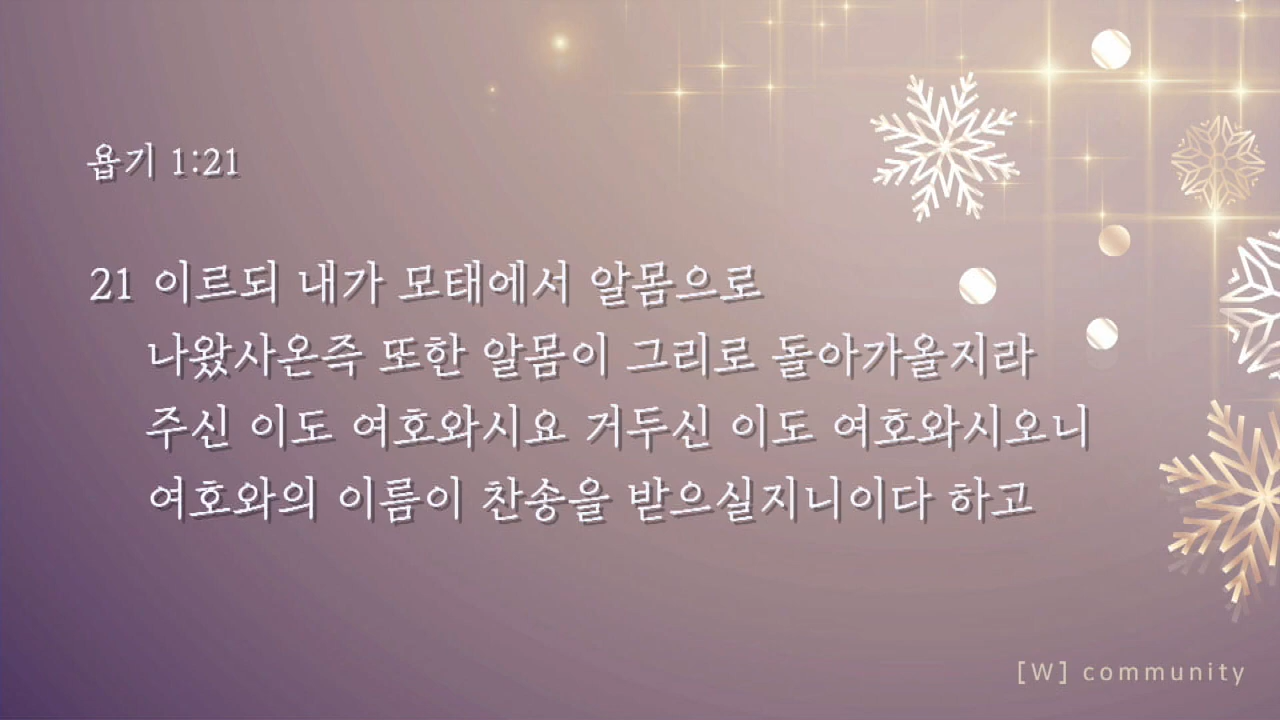 욥기 1:21
21 이르되 내가 모태에서 알몸으로
나왔사온즉 또한 알몸이 그리로 돌아가올지라
주신 이도 여호와시요 거두신 이도 여호와시오니
여호와의 이름이 찬송을 받으실지니이다 하고
[W] community